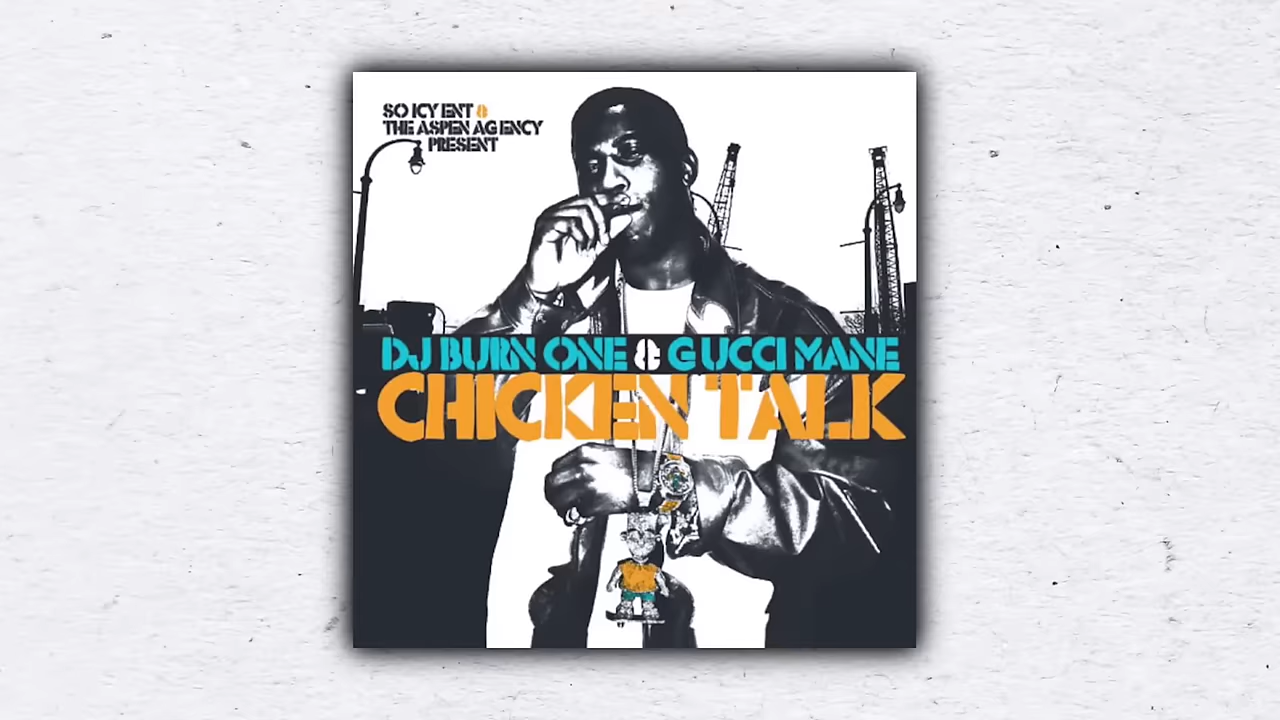 SO ICY ENT &
THE ASPEN AGENCY
PRESENT
DJ BURN ONE & GUCCI MANE
CHICKEN TALK